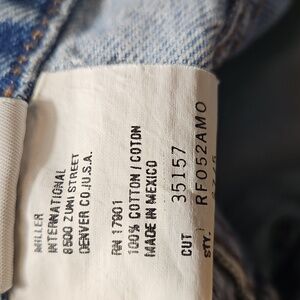 MILLER
INTERNATIONAL
8500 ZUNI STREET
DENVER CO.U.S.A.
RN 17901
100% COTTON / COTON
MADE IN MEXICO
CUT 35157
STY. RF052AMO